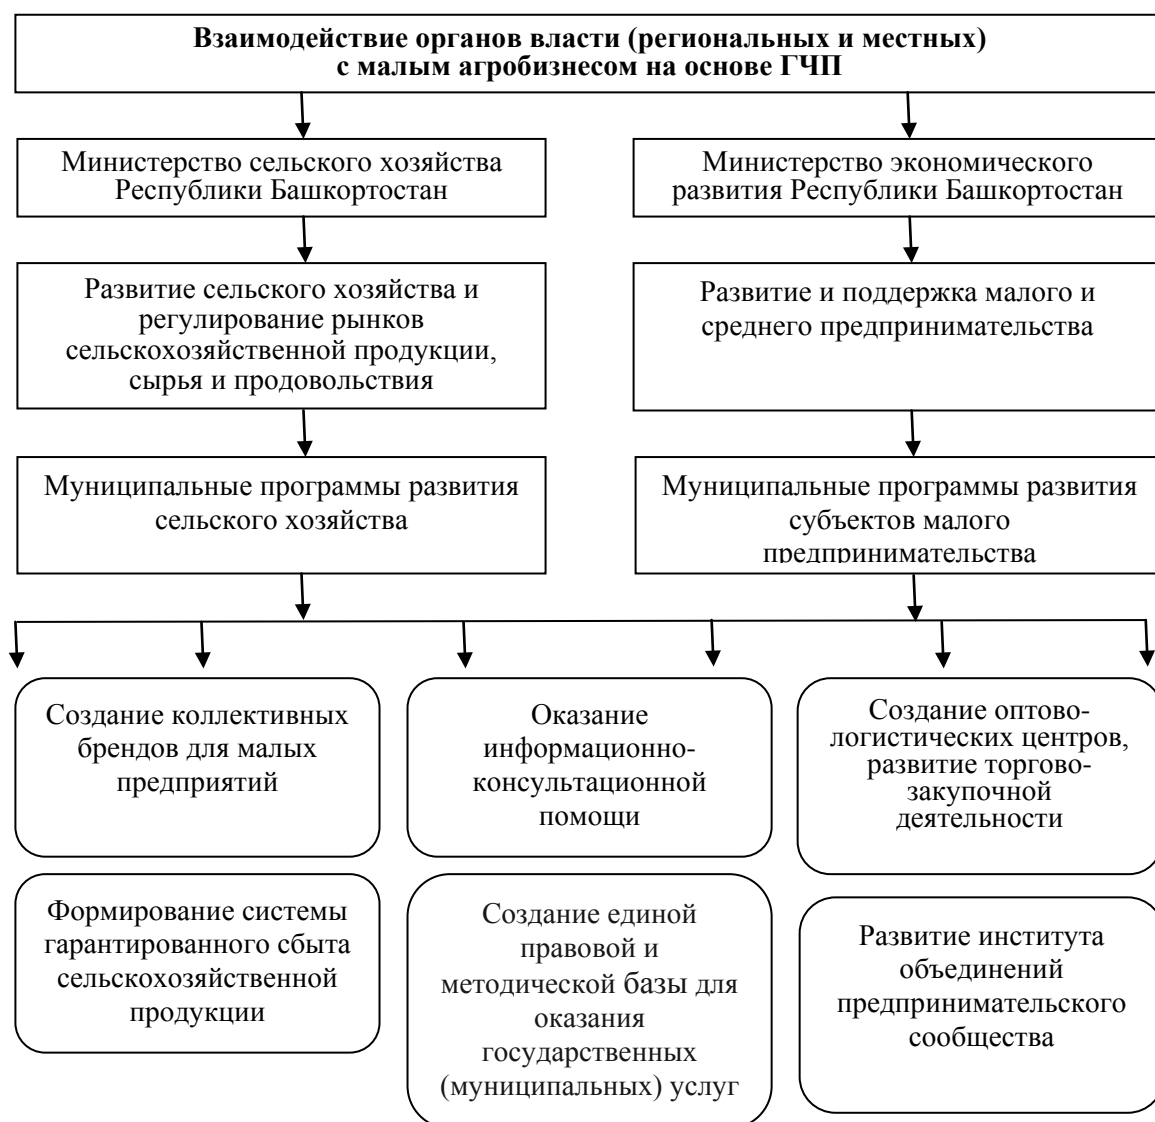 Взаимодействие органов власти (региональных и местных)
с малым агробизнесом на основе ГЧП
Министерство сельского хозяйства
Республики Башкортостан
Министерство экономического
развития Республики Башкортостан
Развитие сельского хозяйства и
регулирование рынков
сельскохозяйственной продукции,
сырья и продовольствия
Развитие и поддержка малого и
среднего предпринимательства
Муниципальные программы развития
сельского хозяйства
Муниципальные программы развития
субъектов малого
предпринимательства
Создание коллективных
брендов для малых
предприятий
Оказание
информационно-
консультационной
помощи
Создание оптово-
логистических центров,
развитие торгово-
закупочной
деятельности
Формирование системы
гарантированного сбыта
сельскохозяйственной
продукции
Создание единой
правовой и
методической базы для
оказания
государственных
(муниципальных) услуг
Развитие института
объединений
предпринимательского
сообщества